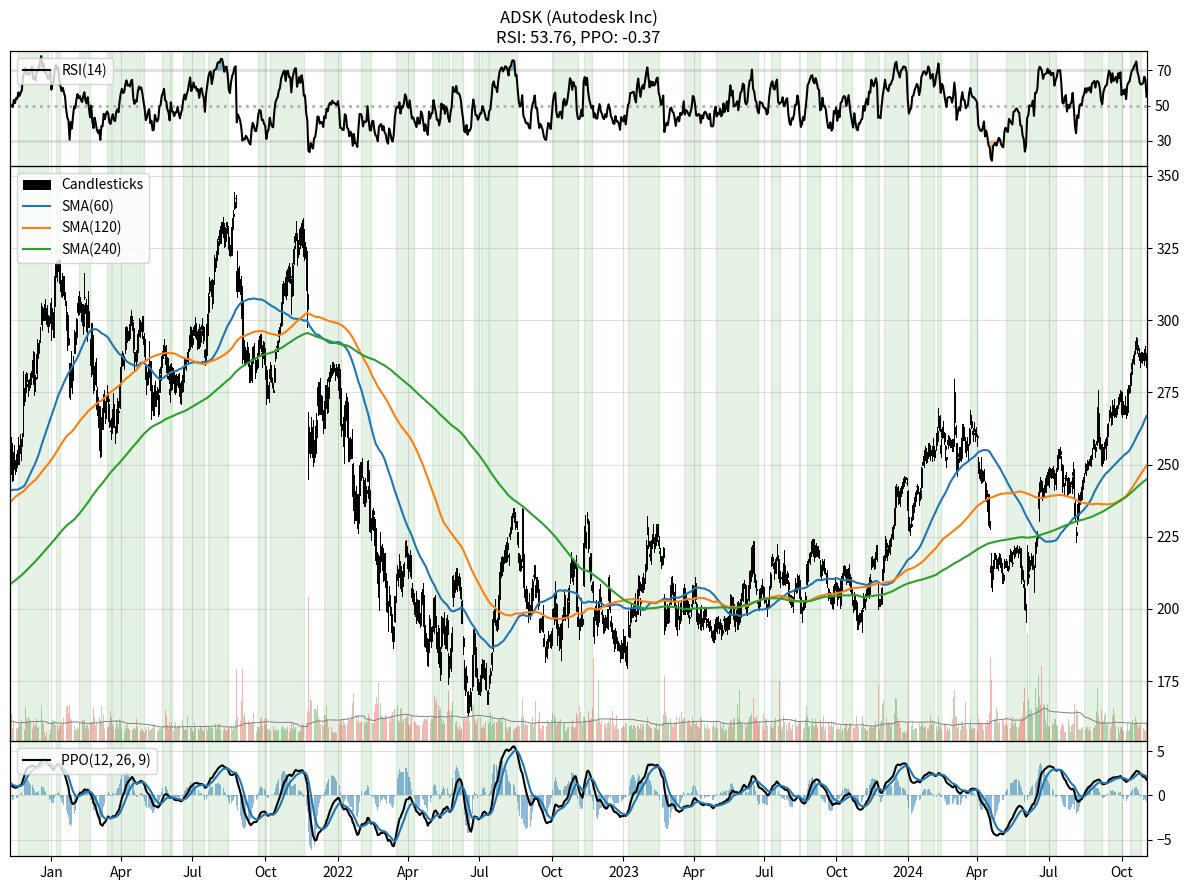 ADSK (Autodesk Inc)
RSI: 53.76, PPO: -0.37
RSI(14)
70
50
30
Candlesticks
SMA(60)
SMA(120)
SMA(240)
350
325
300
275
250
225
200
175
PPO(12, 26, 9)
5
0
−5
Jan Apr Jul Oct 2022 Apr Jul Oct 2023 Apr Jul Oct 2024 Apr Jul Oct